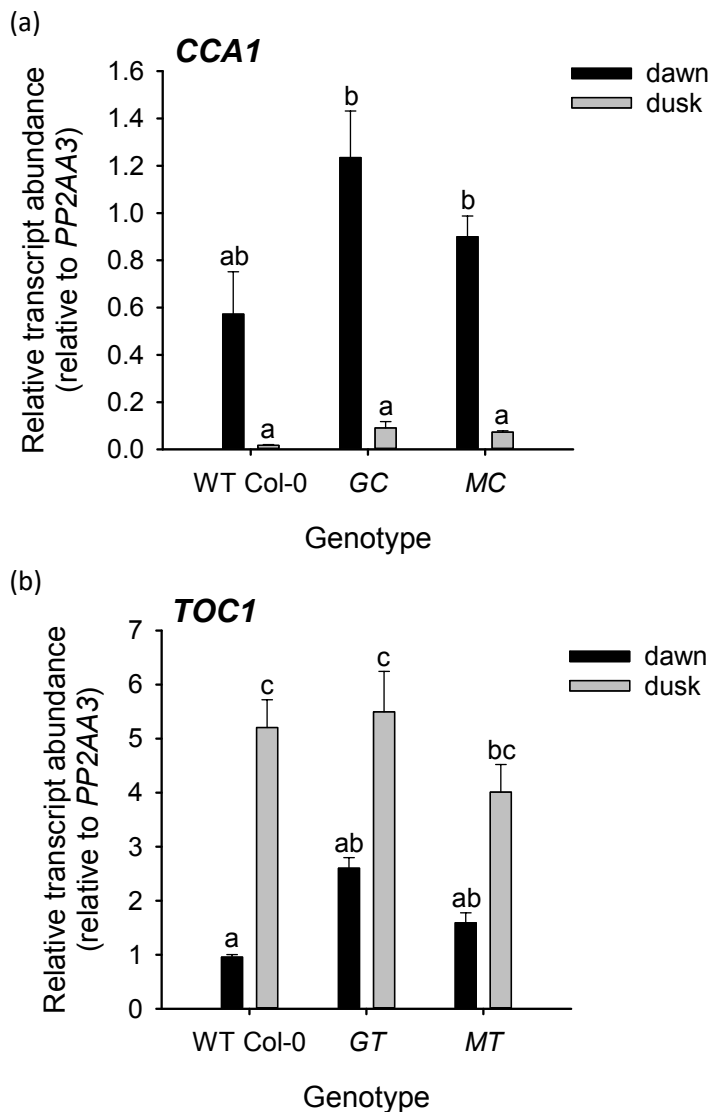 (a)
CCA1
Relative transcript abundance
(relative to PP2AA3)
1.6
1.4
1.2
1.0
0.8
0.6
0.4
0.2
0.0
ab
a
b
a
b
a
dawn
dusk
WT Col-0
GC
MC
Genotype
(b)
TOC1
Relative transcript abundance
(relative to PP2AA3)
7
6
5
4
3
2
1
0
a
c
ab
c
ab
bc
dawn
dusk
WT Col-0
GT
MT
Genotype